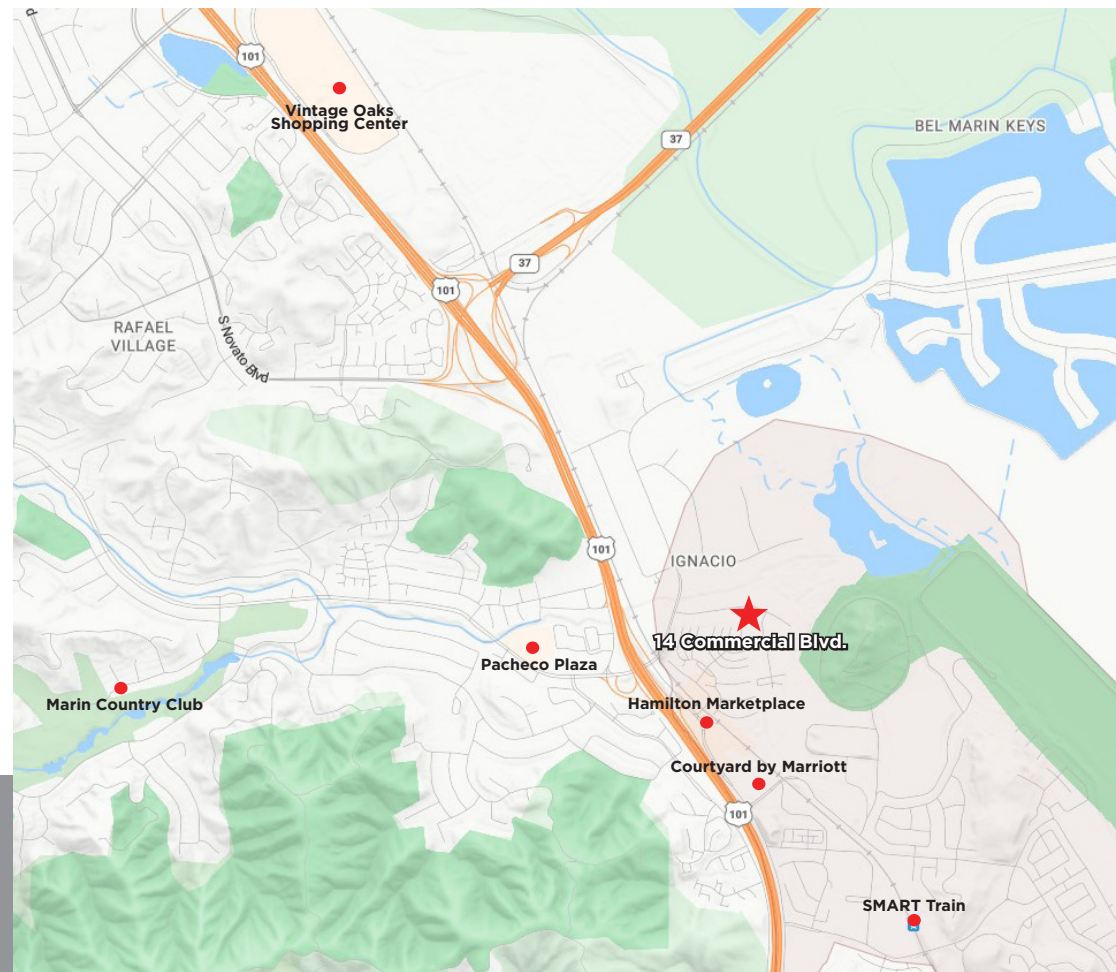 d
101
Vintage Oaks
Shopping Center
37
BEL MARIN KEYS
37
101
RAFAEL
VILLAGE
S Novato Blvd
101
IGNACIO
14 Commercial Blvd.
Pacheco Plaza
Marin Country Club
Hamilton Marketplace
Courtyard by Marriott
101
SMART Train